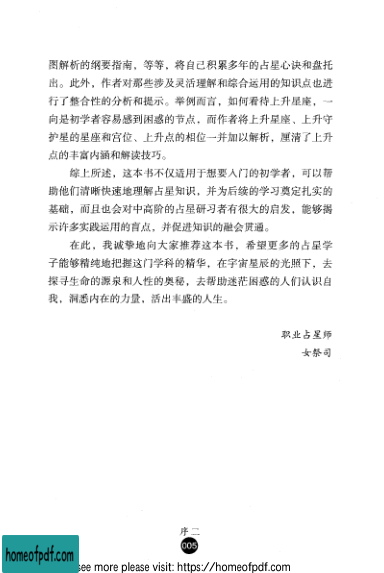 图解析的纲要指南，等等，将自己积累多年的占星心诀和盘托
出。此外，作者对那些涉及灵活理解和综合运用的知识点也进
行了整合性的分析和提示。举例而言，如何看待上升星座，一
向是初学者容易感到困惑的节点，而作者将上升星座、上升守
护星的星座和宫位、上升点的相位一并加以解析，厘清了上升
点的丰富内涵和解读技巧。
综上所述，这本书不仅适用于想要入门的初学者，可以帮
助他们清晰快速地理解占星知识，并为后续的学习奠定扎实的
基础，而且也会对中高阶的占星研习者有很大的启发，能够揭
示许多实践运用的盲点，并促进知识的融会贯通。
在此，我诚挚地向大家推荐这本书，希望更多的占星学
子能够精纯地把握这门学科的精华，在宇宙星辰的光照下，去
探寻生命的源泉和人性的奥秘，去帮助迷茫困惑的人们认识自
我，洞悉内在的力量，活出丰盛的人生。
职业占星师
女祭司
序二
005
homeofpdf.com
see more please visit: https://homeofpdf.com